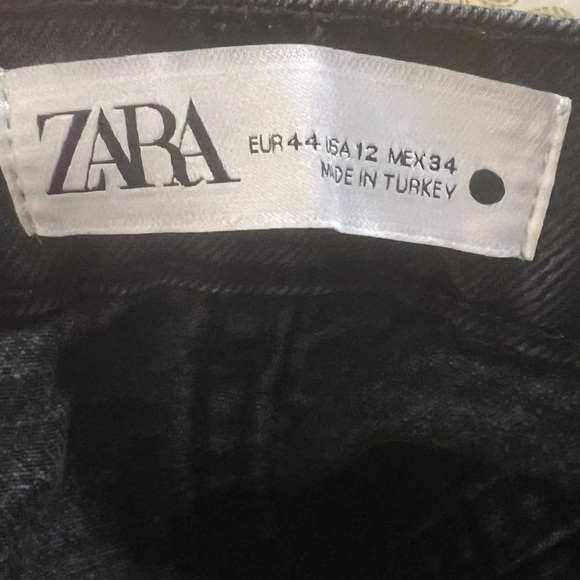 ZARA
EUR 44 USA 12 MEX 34
MADE IN TURKEY